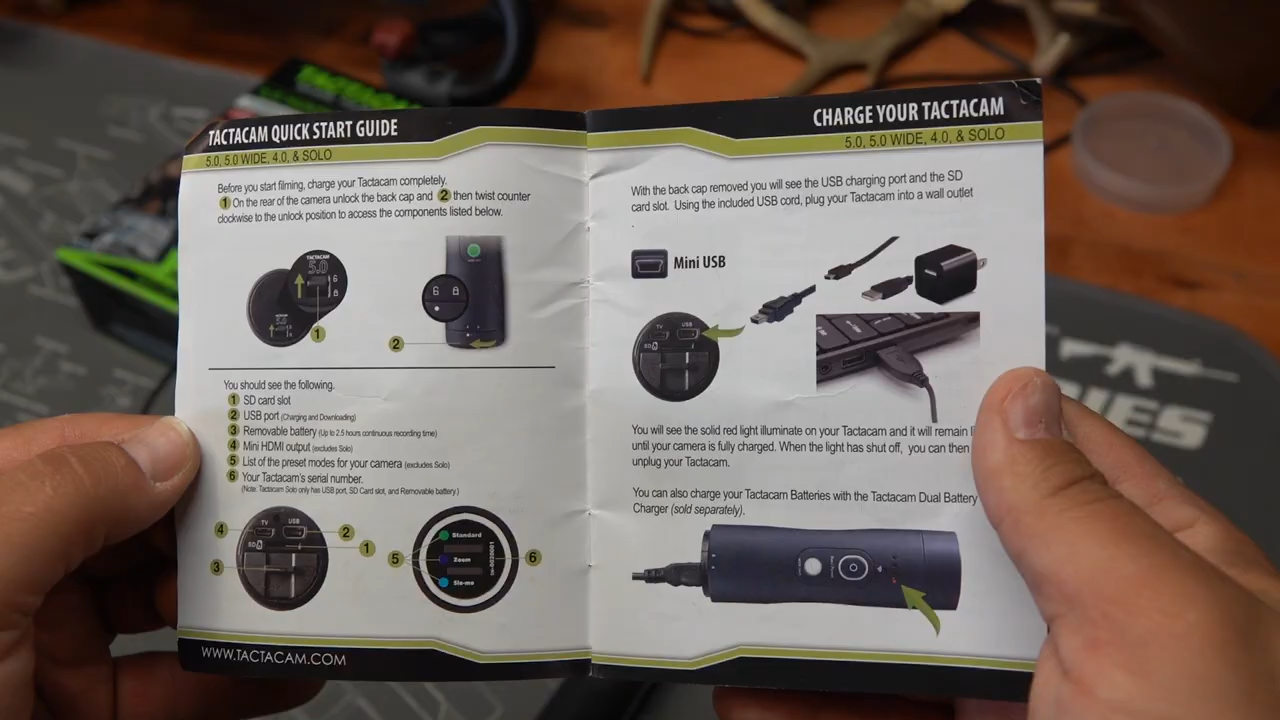 TACTACAM QUICK START GUIDE
5.0, 5.0 WIDE, 4.0, & SOLO
Before you start filming, charge your Tactacam completely.
1 On the rear of the camera unlock the back cap and 2 then twist counter
clockwise to the unlock position to access the components listed below.
TACTACAM
5.0
1
2
You should see the following.
1 SD card slot
2 USB port (Charging and Downloading)
3 Removable battery (Up to 2.5 hours continuous recording time)
4 Mini HDMI output (excludes Solo)
5 List of the preset modes for your camera (excludes Solo)
6 Your Tactacam's serial number.
(Note: Tactacam Solo only has USB port, SD Card slot, and Removable battery.)
4 TV USB 2
SD 1
3
5 6
Standard
Zoom
Slo-mo
WWW.TACTACAM.COM
CHARGE YOUR TACTACAM
5.0, 5.0 WIDE, 4.0, & SOLO
With the back cap removed you will see the USB charging port and the SD
card slot. Using the included USB cord, plug your Tactacam into a wall outlet
Mini USB
TV USB
SD
You will see the solid red light illuminate on your Tactacam and it will remain
until your camera is fully charged. When the light has shut off, you can then
unplug your Tactacam.
You can also charge your Tactacam Batteries with the Tactacam Dual Battery
Charger (sold separately).